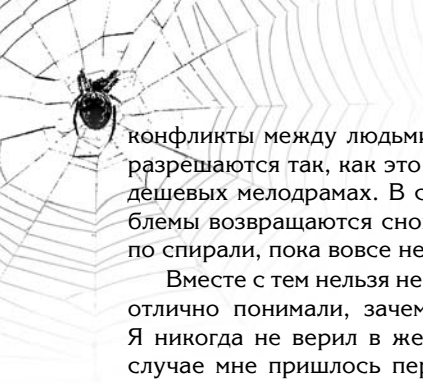 конфликты между людьми
разрешаются так, как это
дешевых мелодрамах. В с
блемы возвращаются сно
по спирали, пока вовсе не
Вместе с тем нельзя не
отлично понимали, зачем
Я никогда не верил в же
случае мне пришлось пер